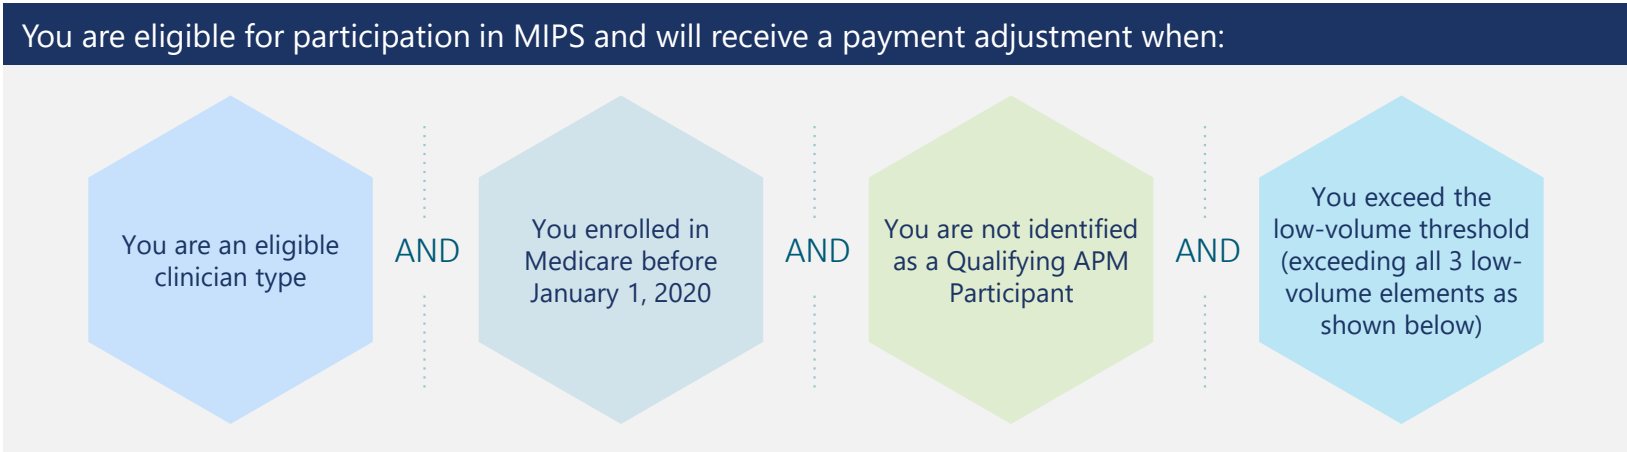 You are eligible for participation in MIPS and will receive a payment adjustment when:
You are an eligible
clinician type
AND
You enrolled in
Medicare before
January 1, 2020
AND
You are not identified
as a Qualifying APM
Participant
AND
You exceed the
low-volume threshold
(exceeding all 3 low-
volume elements as
shown below)